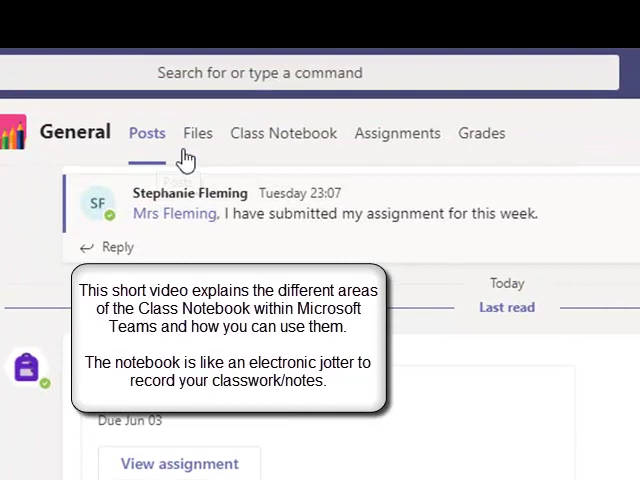 Search for or type a command
General Posts Files Class Notebook Assignments Grades
Posts
Stephanie Fleming Tuesday 23:07
SF
Mrs Fleming, I have submitted my assignment for this week.
Reply
Today
Last read
This short video explains the different areas
of the Class Notebook within Microsoft
Teams and how you can use them.
The notebook is like an electronic jotter to
record your classwork/notes.
Due Jun 03
View assignment